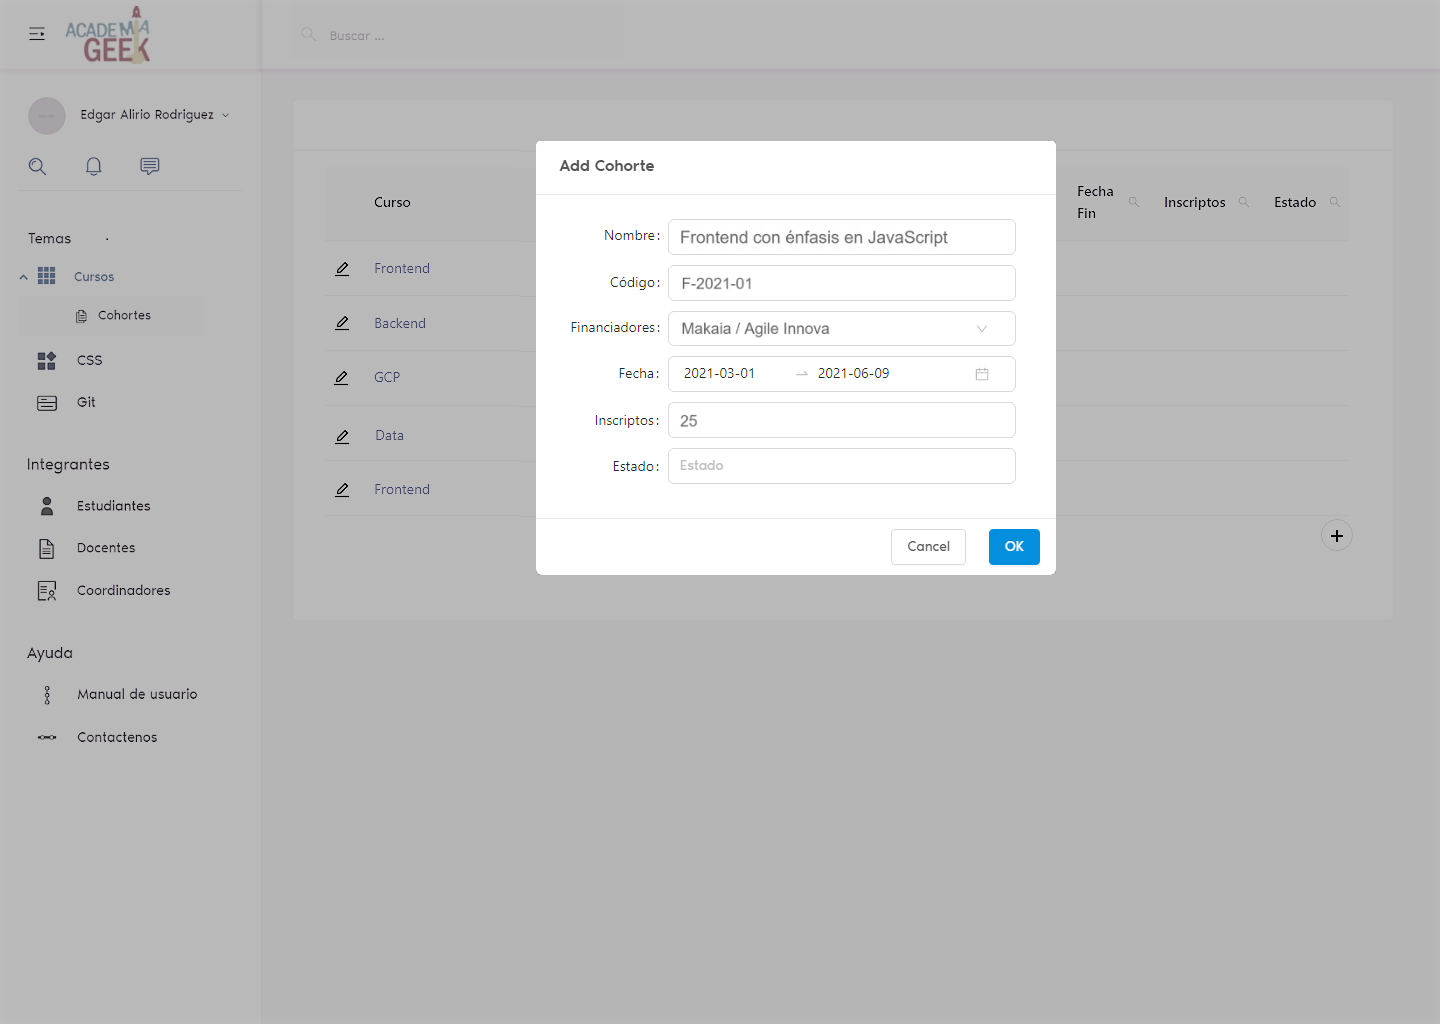 ACADEMIA
GEEK
Buscar ...
Edgar Alirio Rodriguez
Temas
Cursos
Cohortes
CSS
Git
Integrantes
Estudiantes
Docentes
Coordinadores
Ayuda
Manual de usuario
Contactenos
Curso
Fecha Fin
Inscriptos
Estado
Frontend
Backend
GCP
Data
Frontend
Add Cohorte
Nombre: Frontend con énfasis en JavaScript
Código: F-2021-01
Financiadores: Makaia / Agile Innova
Fecha: 2021-03-01 → 2021-06-09
Inscriptos: 25
Estado: Estado
Cancel
OK